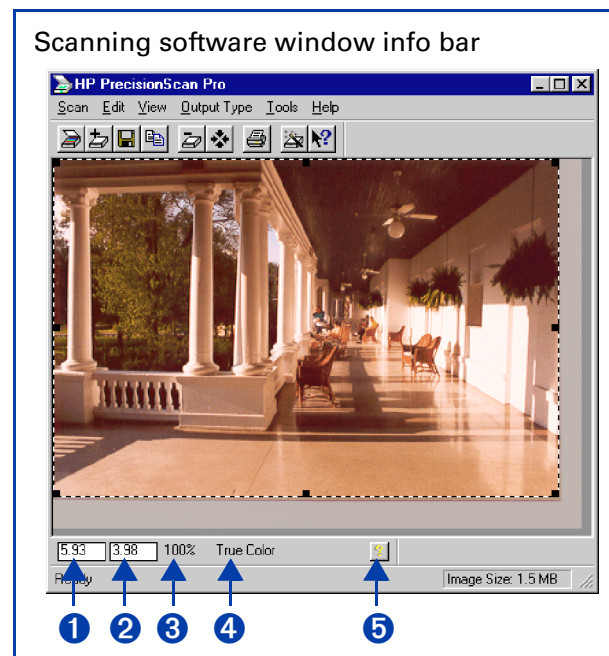 Scanning software window info bar
HP PrecisionScan Pro
Scan Edit View Output Type Tools Help
5.93 3.98 100% True Color
Ready Image Size: 1.5 MB
1 2 3 4 5